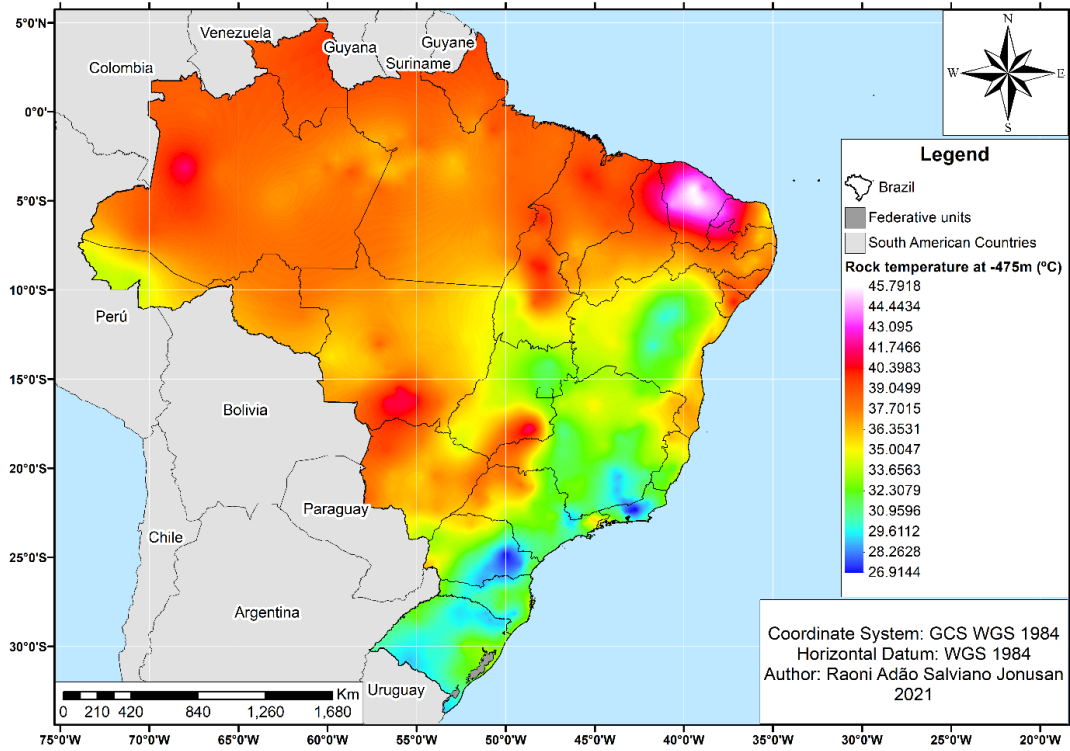 5°0'N
0°0'
5°0'S
10°0'S
15°0'S
20°0'S
25°0'S
30°0'S
Venezuela
Guyana
Guyane
Suriname
Colombia
Perú
Bolivia
Paraguay
Chile
Argentina
Uruguay
N
W
E
S
Legend
Brazil
Federative units
South American Countries
Rock temperature at -475m (ºC)
45.7918
44.4434
43.095
41.7466
40.3983
39.0499
37.7015
36.3531
35.0047
33.6563
32.3079
30.9596
29.6112
28.2628
26.9144
Coordinate System: GCS WGS 1984
Horizontal Datum: WGS 1984
Author: Raoni Adão Salviano Jonusan
2021
Km
0 210 420 840 1,260 1,680
75°0'W 70°0'W 65°0'W 60°0'W 55°0'W 50°0'W 45°0'W 40°0'W 35°0'W 30°0'W 25°0'W 20°0'W